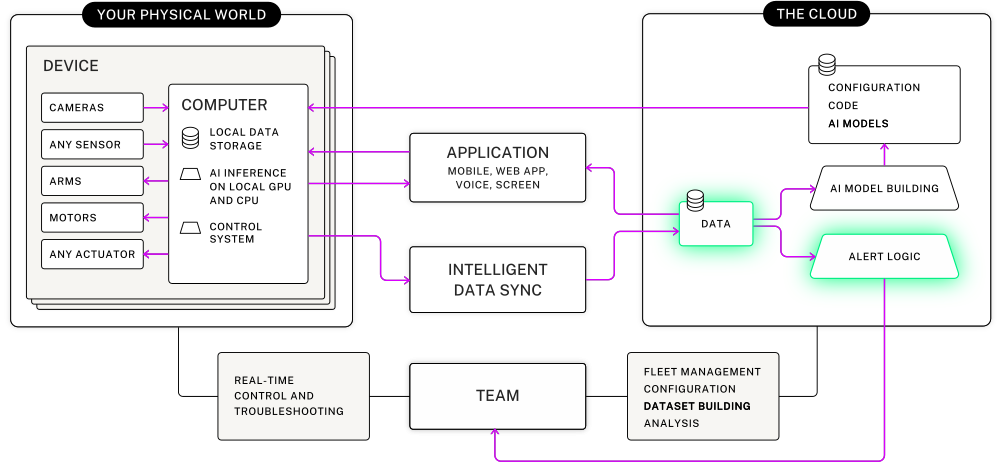 YOUR PHYSICAL WORLD
DEVICE
CAMERAS
ANY SENSOR
ARMS
MOTORS
ANY ACTUATOR
COMPUTER
LOCAL DATA
STORAGE
AI INFERENCE
ON LOCAL GPU
AND CPU
CONTROL
SYSTEM
APPLICATION
MOBILE, WEB APP,
VOICE, SCREEN
INTELLIGENT
DATA SYNC
THE CLOUD
CONFIGURATION
CODE
AI MODELS
AI MODEL BUILDING
DATA
ALERT LOGIC
REAL-TIME
CONTROL AND
TROUBLESHOOTING
TEAM
FLEET MANAGEMENT
CONFIGURATION
DATASET BUILDING
ANALYSIS